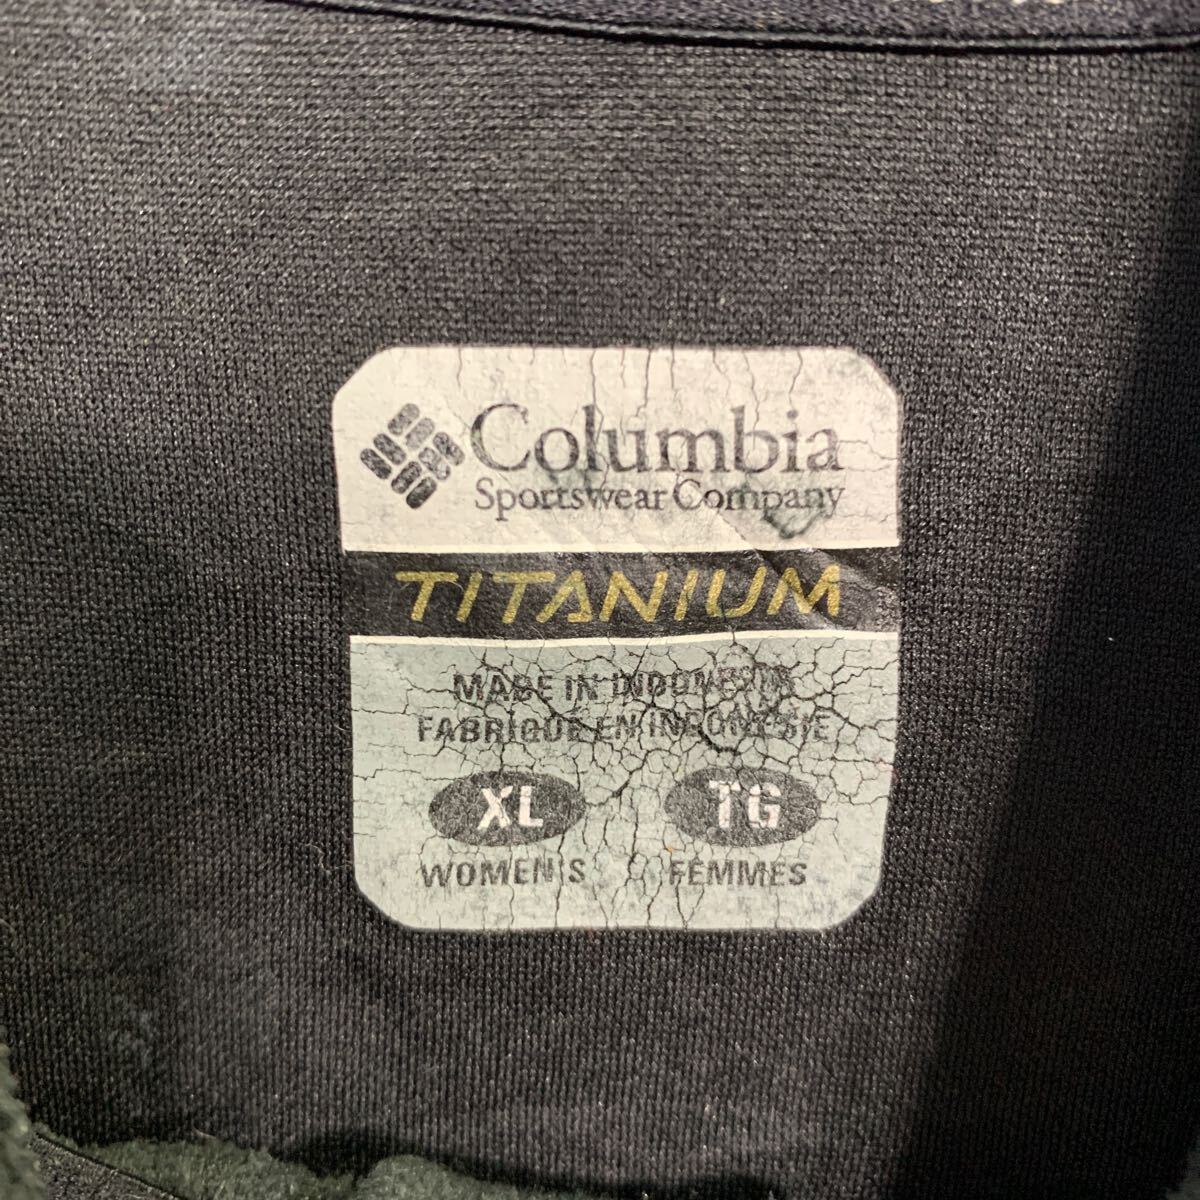 Columbia
Sportswear Company
TITANIUM
MADE IN INDONESIA
FABRIQUE EN INDONESIE
XL TG
WOMEN'S FEMMES